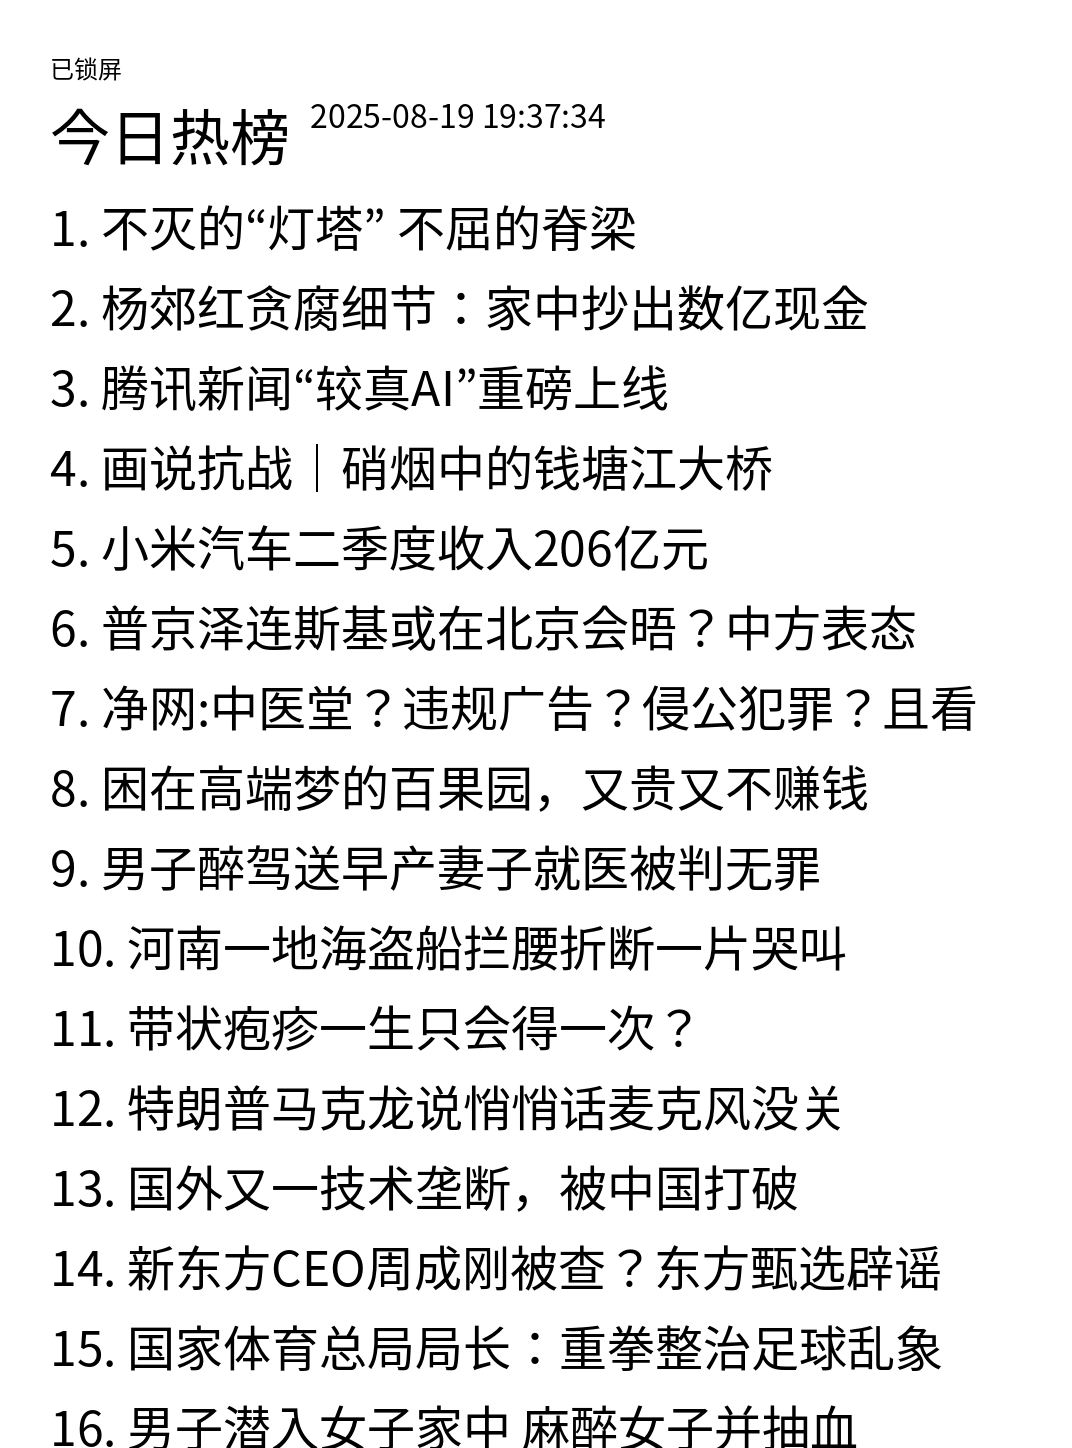 已锁屏
今日热榜 2025-08-19 19:37:34
1. 不灭的“灯塔” 不屈的脊梁
2. 杨郊红贪腐细节：家中抄出数亿现金
3. 腾讯新闻“较真AI”重磅上线
4. 画说抗战｜硝烟中的钱塘江大桥
5. 小米汽车二季度收入206亿元
6. 普京泽连斯基或在北京会晤？中方表态
7. 净网:中医堂？违规广告？侵公犯罪？且看
8. 困在高端梦的百果园，又贵又不赚钱
9. 男子醉驾送早产妻子就医被判无罪
10. 河南一地海盗船拦腰折断一片哭叫
11. 带状疱疹一生只会得一次？
12. 特朗普马克龙说悄悄话麦克风没关
13. 国外又一技术垄断，被中国打破
14. 新东方CEO周成刚被查？东方甄选辟谣
15. 国家体育总局局长：重拳整治足球乱象
16. 男子潜入女子家中 麻醉女子并抽血